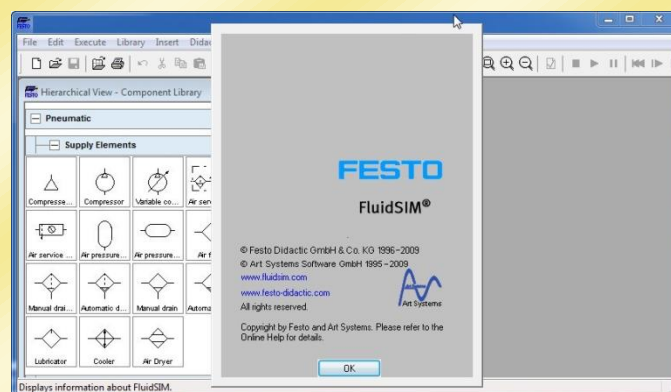 FESTO
File Edit Execute Library Insert Didac
FESTO Hierarchical View - Component Library
Pneumatic
Supply Elements
Compresse... Compressor Variable co... Air serv
Air service ... Air pressure... Air pressure... Air f
Manual drai... Automatic d... Manual drain Automa
Lubricator Cooler Air Dryer
Displays information about FluidSIM.
FESTO
FluidSIM®
© Festo Didactic GmbH & Co. KG 1996-2009
© Art Systems Software GmbH 1995-2009
www.fluidsim.com
www.festo-didactic.com
Art Systems
All rights reserved.
Copyright by Festo and Art Systems. Please refer to the
Online Help for details.
OK